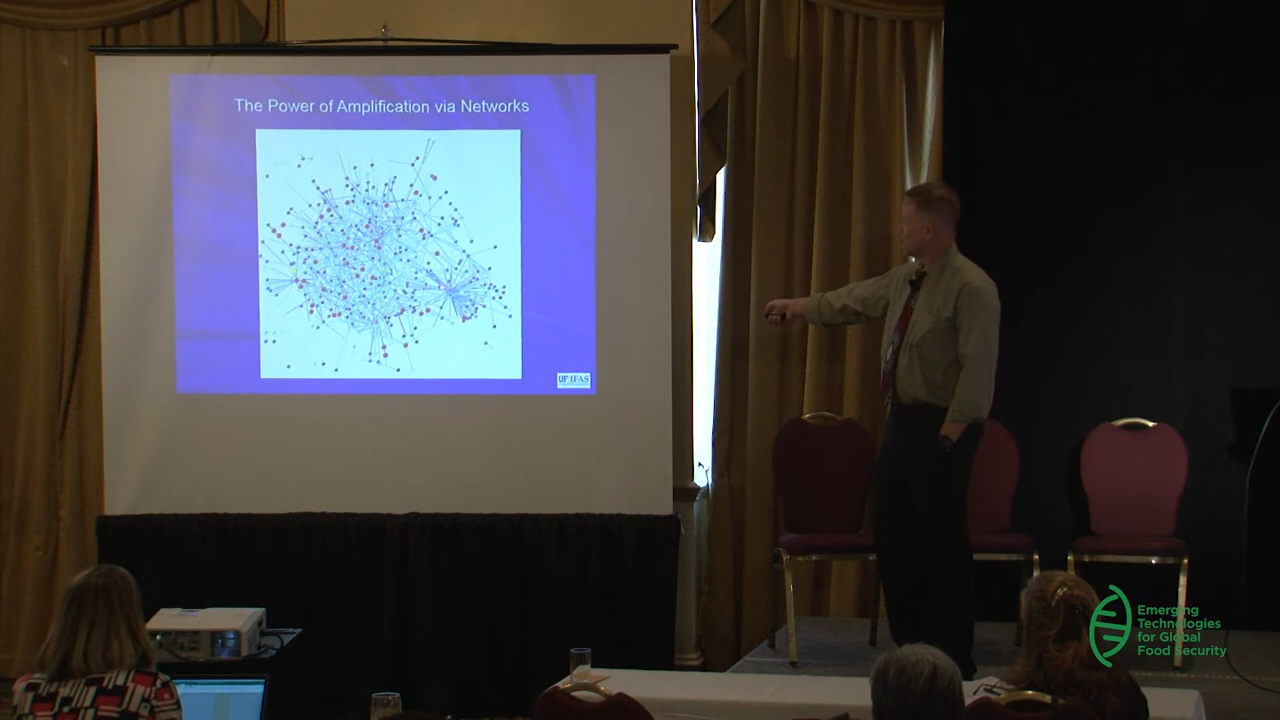 The Power of Amplification via Networks
UF IFAS
Emerging
Technologies
for Global
Food Security